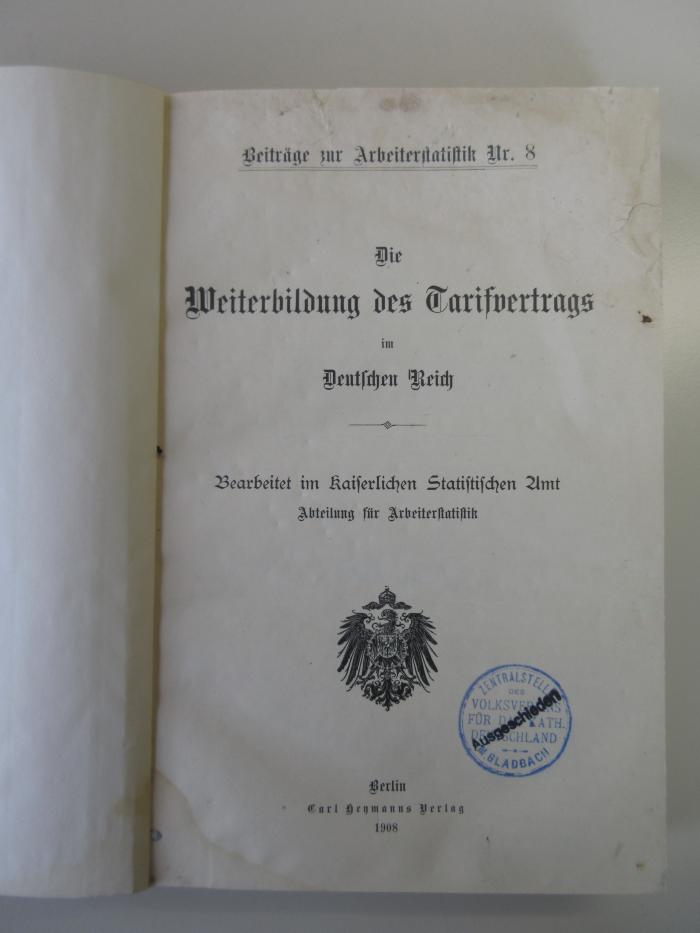 Beiträge zur Arbeiterstatistik Nr. 8
Die
Weiterbildung des Tarifvertrags
im
Deutschen Reich
Bearbeitet im Kaiserlichen Statistischen Amt
Abteilung für Arbeiterstatistik
ZENTRALSTELLE
DES
VOLKSVEREINS
FÜR DAS KATH.
DEUTSCHLAND
M. GLADBACH
Ausgeschieden
Berlin
Carl Heymanns Verlag
1908